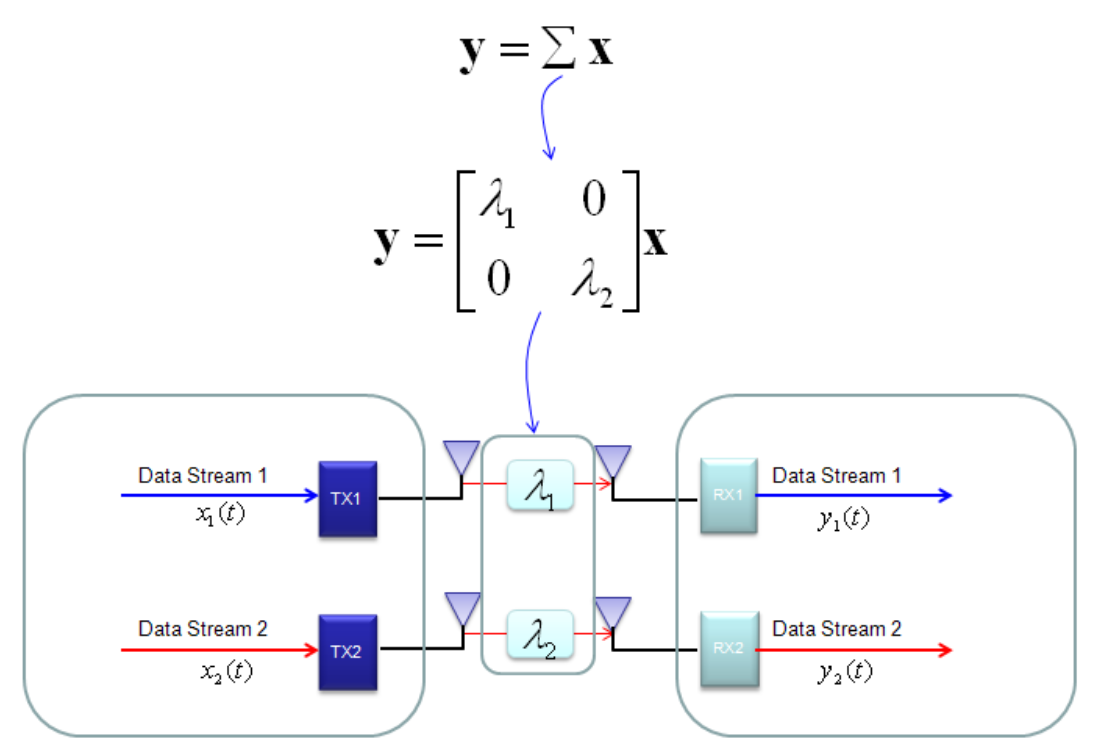 y = ∑ x
y = [λ₁ 0
0 λ₂] x
Data Stream 1 TX1 λ₁ RX1 Data Stream 1
x₁(t) y₁(t)
Data Stream 2 TX2 λ₂ RX2 Data Stream 2
x₂(t) y₂(t)